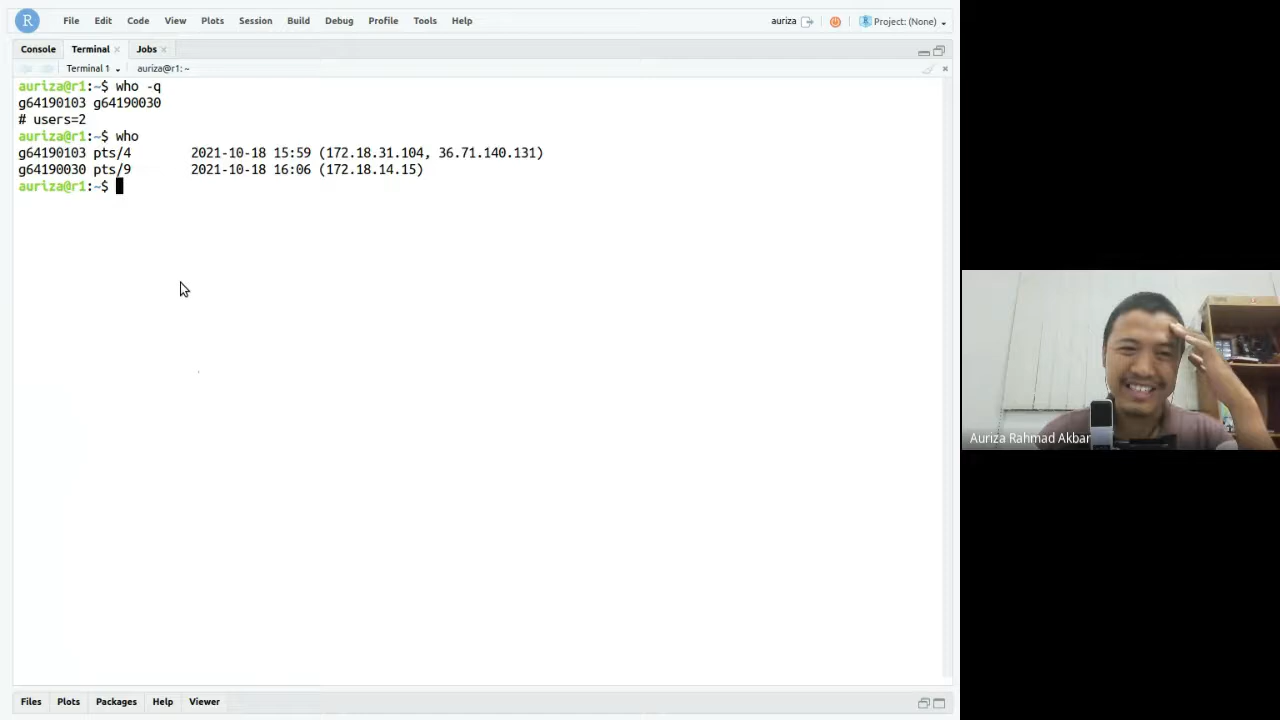 R File Edit Code View Plots Session Build Debug Profile Tools Help auriza R Project: (None)
Console Terminal Jobs
Terminal 1 auriza@r1: ~
auriza@r1:~$ who -q
g64190103 g64190030
# users=2
auriza@r1:~$ who
g64190103 pts/4 2021-10-18 15:59 (172.18.31.104, 36.71.140.131)
g64190030 pts/9 2021-10-18 16:06 (172.18.14.15)
auriza@r1:~$
Auriza Rahmad Akbar
Files Plots Packages Help Viewer